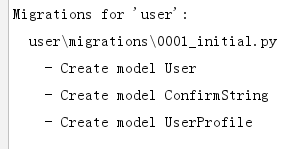 Migrations for 'user':
  user\migrations\0001_initial.py
    - Create model User
    - Create model ConfirmString
    - Create model UserProfile